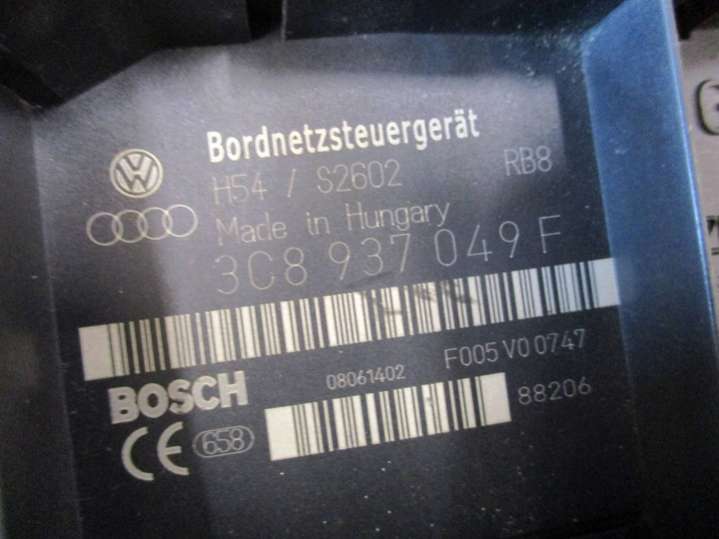 Bordnetzsteuergerät
H54 / S2602 RB8
Made in Hungary
3C8 937 049 F
F005 V0 0747
08061402
88206
BOSCH
CE 658